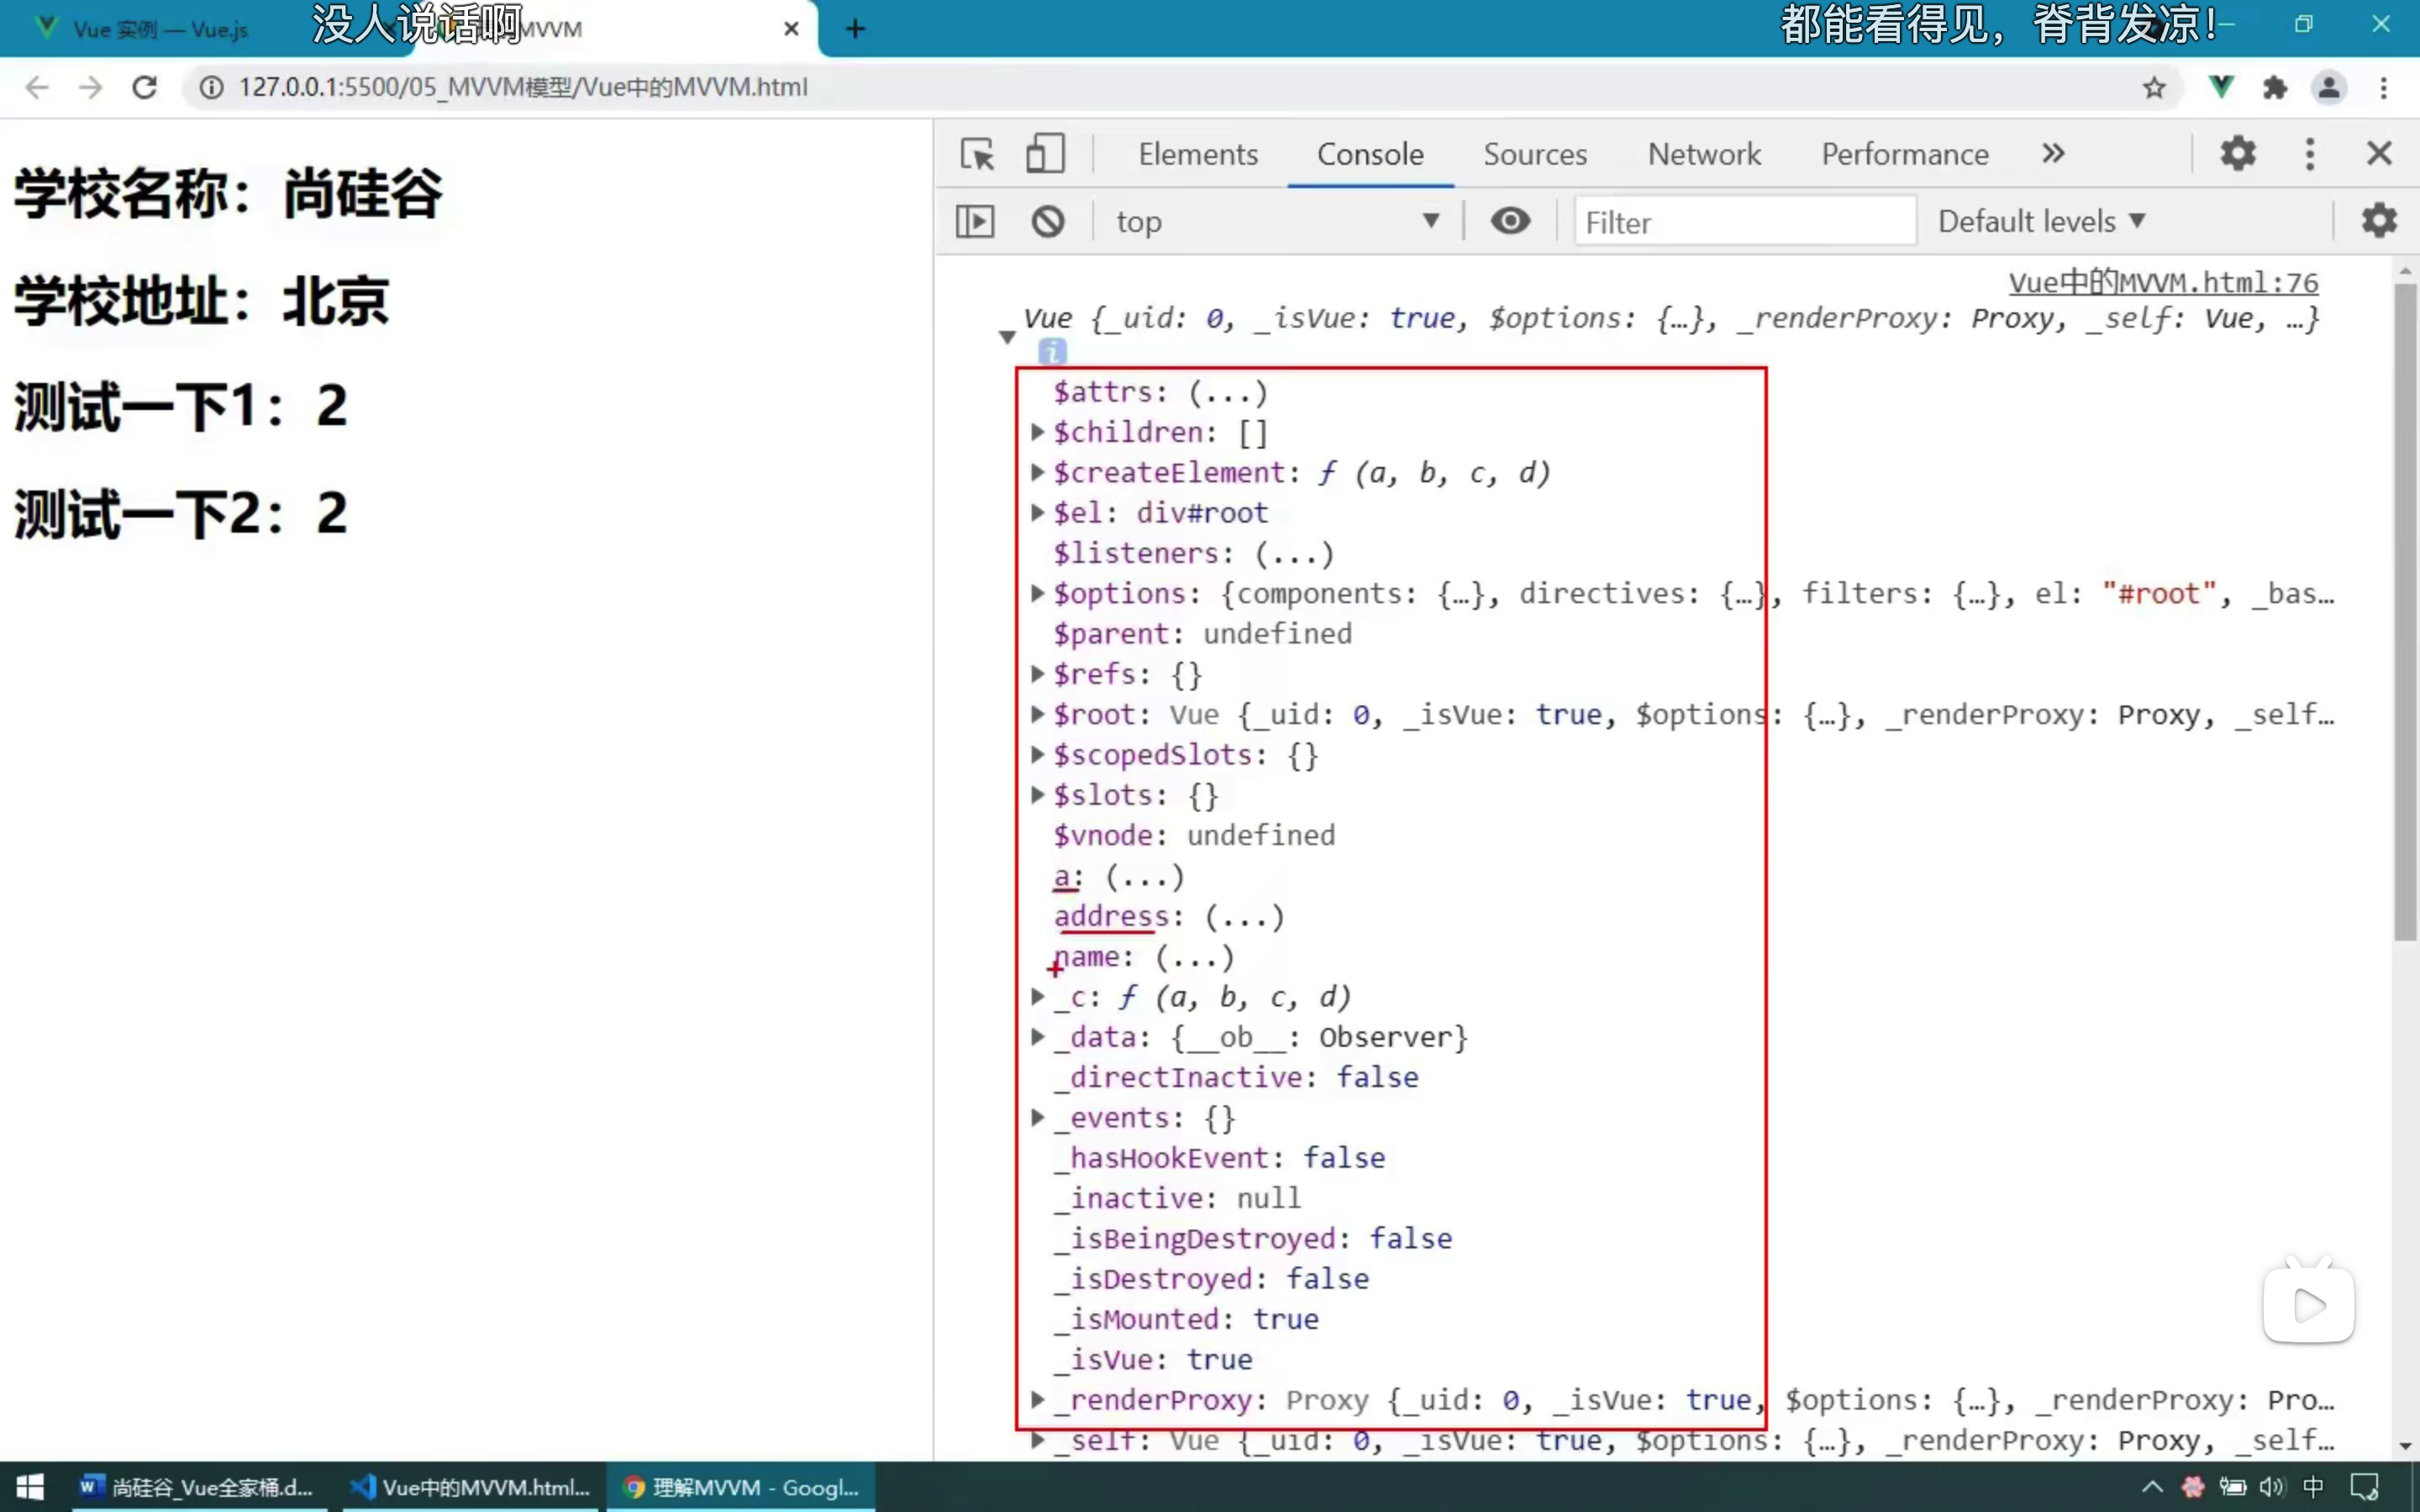 Vue 实例 — Vue.js
没人说话啊
MVVM
都能看得见，脊背发凉！
127.0.0.1:5500/05_MVVM模型/Vue中的MVVM.html
学校名称：尚硅谷
学校地址：北京
测试一下1：2
测试一下2：2
Elements Console Sources Network Performance »
top Filter Default levels
Vue中的MVVM.html:76
Vue {_uid: 0, _isVue: true, $options: {…}, _renderProxy: Proxy, _self: Vue, …}
i
$attrs: (...)
$children: []
$createElement: ƒ (a, b, c, d)
$el: div#root
$listeners: (...)
$options: {components: {…}, directives: {…}, filters: {…}, el: "#root", _bas…
$parent: undefined
$refs: {}
$root: Vue {_uid: 0, _isVue: true, $options: {…}, _renderProxy: Proxy, _self…
$scopedSlots: {}
$slots: {}
$vnode: undefined
a: (...)
address: (...)
name: (...)
_c: ƒ (a, b, c, d)
_data: {__ob__: Observer}
_directInactive: false
_events: {}
_hasHookEvent: false
_inactive: null
_isBeingDestroyed: false
_isDestroyed: false
_isMounted: true
_isVue: true
_renderProxy: Proxy {_uid: 0, _isVue: true, $options: {…}, _renderProxy: Pro…
_self: Vue {_uid: 0, _isVue: true, $options: {…}, _renderProxy: Proxy, _self…
尚硅谷_Vue全家桶.d... Vue中的MVVM.html... 理解MVVM - Googl... 中